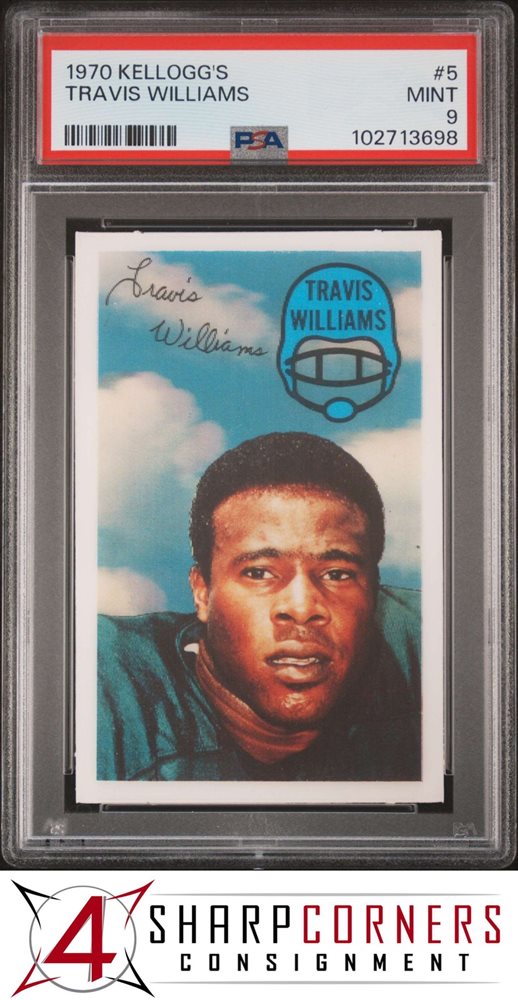 1970 KELLOGG'S #5
TRAVIS WILLIAMS MINT
9
PSA 102713698
Travis
Williams
TRAVIS
WILLIAMS
4 SHARPCORNERS
CONSIGNMENT